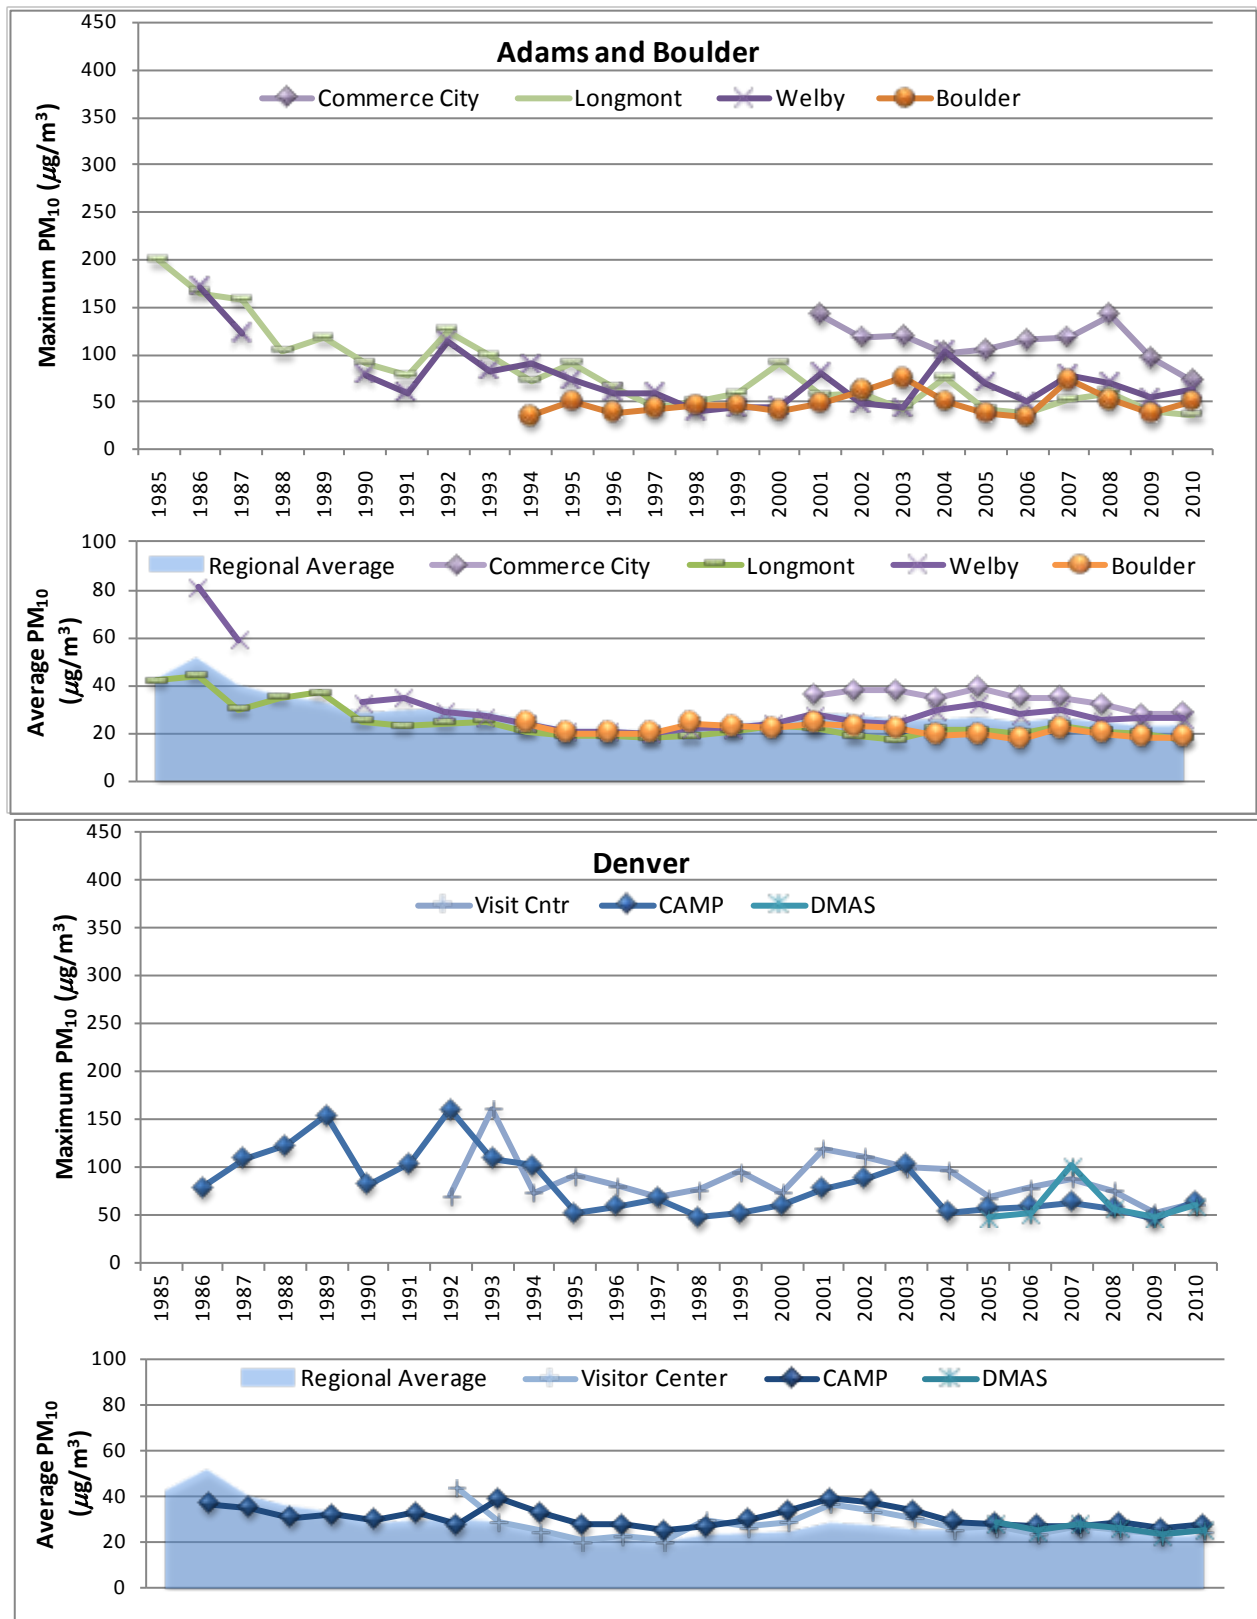 Adams and Boulder
Commerce City Longmont Welby Boulder
Maximum PM10 (µg/m³)
450
400
350
300
250
200
150
100
50
0
1985 1986 1987 1988 1989 1990 1991 1992 1993 1994 1995 1996 1997 1998 1999 2000 2001 2002 2003 2004 2005 2006 2007 2008 2009 2010
Regional Average Commerce City Longmont Welby Boulder
Average PM10
(µg/m³)
100
80
60
40
20
0
Denver
Visit Cntr CAMP DMAS
Maximum PM10 (µg/m³)
450
400
350
300
250
200
150
100
50
0
1985 1986 1987 1988 1989 1990 1991 1992 1993 1994 1995 1996 1997 1998 1999 2000 2001 2002 2003 2004 2005 2006 2007 2008 2009 2010
Regional Average Visitor Center CAMP DMAS
Average PM10
(µg/m³)
100
80
60
40
20
0